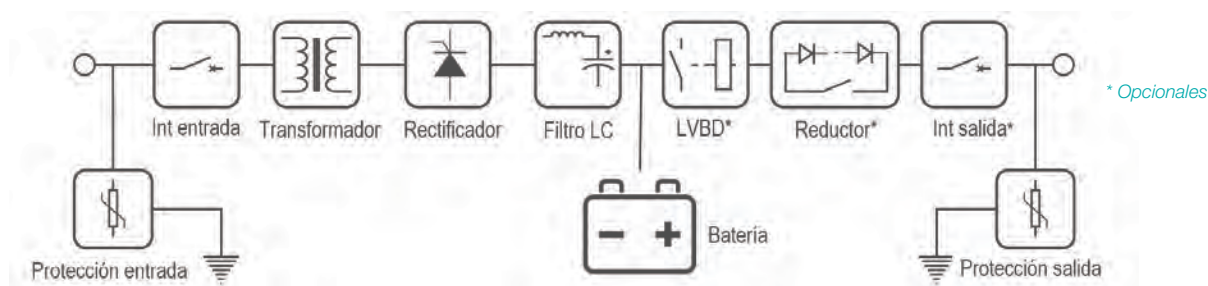 * Opcionales
Int entrada
Transformador
Rectificador
Filtro LC
LVBD*
Reductor*
Int salida*
Batería
Protección entrada
Protección salida